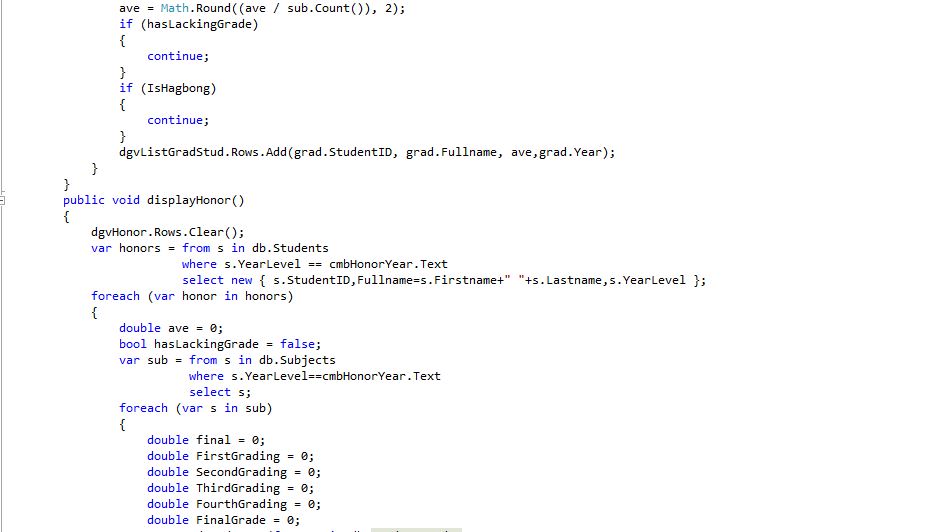 ave = Math.Round((ave / sub.Count()), 2);
if (hasLackingGrade)
{
continue;
}
if (IsHagbong)
{
continue;
}
dgvListGradStud.Rows.Add(grad.StudentID, grad.Fullname, ave,grad.Year);
}
}
public void displayHonor()
{
dgvHonor.Rows.Clear();
var honors = from s in db.Students
where s.YearLevel == cmbHonorYear.Text
select new { s.StudentID,Fullname=s.Firstname+" "+s.Lastname,s.YearLevel };
foreach (var honor in honors)
{
double ave = 0;
bool hasLackingGrade = false;
var sub = from s in db.Subjects
where s.YearLevel==cmbHonorYear.Text
select s;
foreach (var s in sub)
{
double final = 0;
double FirstGrading = 0;
double SecondGrading = 0;
double ThirdGrading = 0;
double FourthGrading = 0;
double FinalGrade = 0;